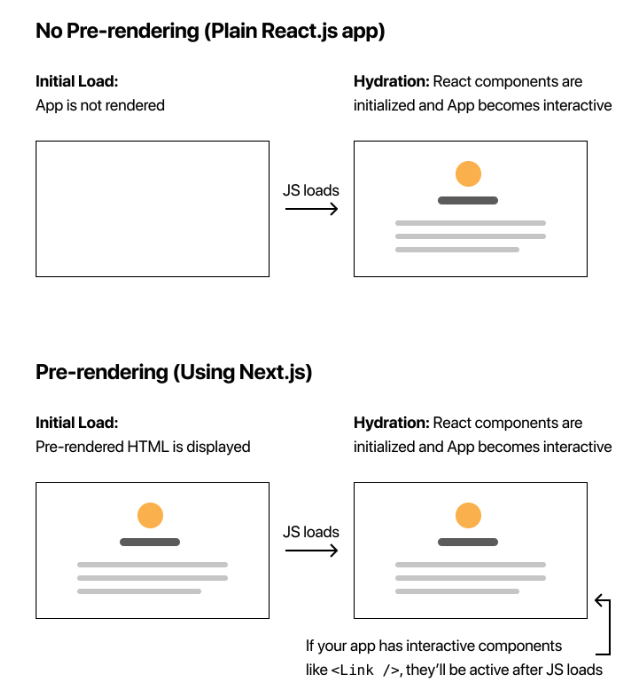 No Pre-rendering (Plain React.js app)
Initial Load:
App is not rendered
Hydration: React components are
initialized and App becomes interactive
JS loads
Pre-rendering (Using Next.js)
Initial Load:
Pre-rendered HTML is displayed
Hydration: React components are
initialized and App becomes interactive
JS loads
If your app has interactive components
like <Link />, they’ll be active after JS loads